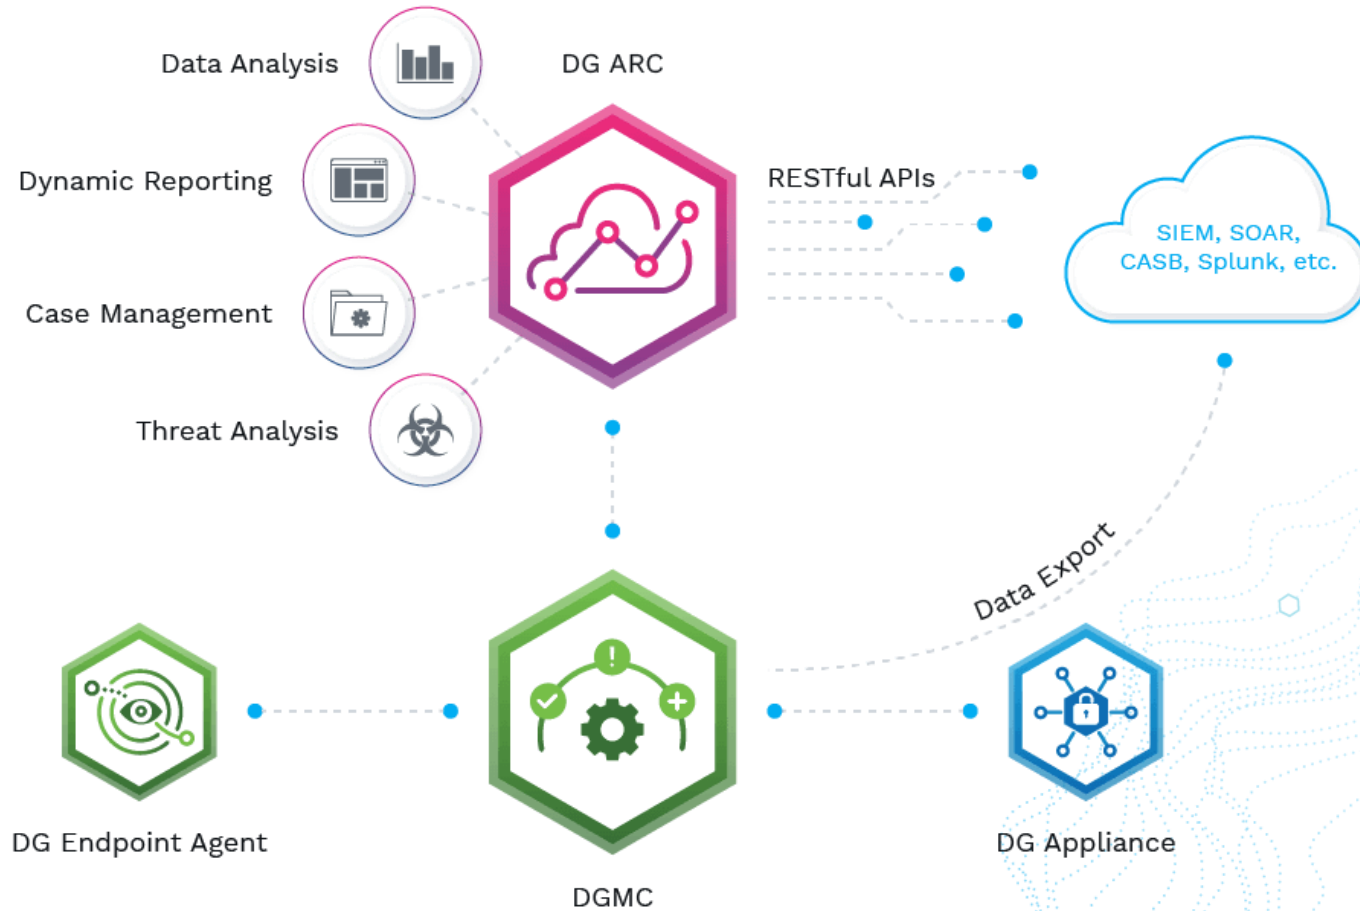 Data Analysis
DG ARC
Dynamic Reporting
RESTful APIs
SIEM, SOAR,
CASB, Splunk, etc.
Case Management
Threat Analysis
Data Export
DG Endpoint Agent
DGMC
DG Appliance